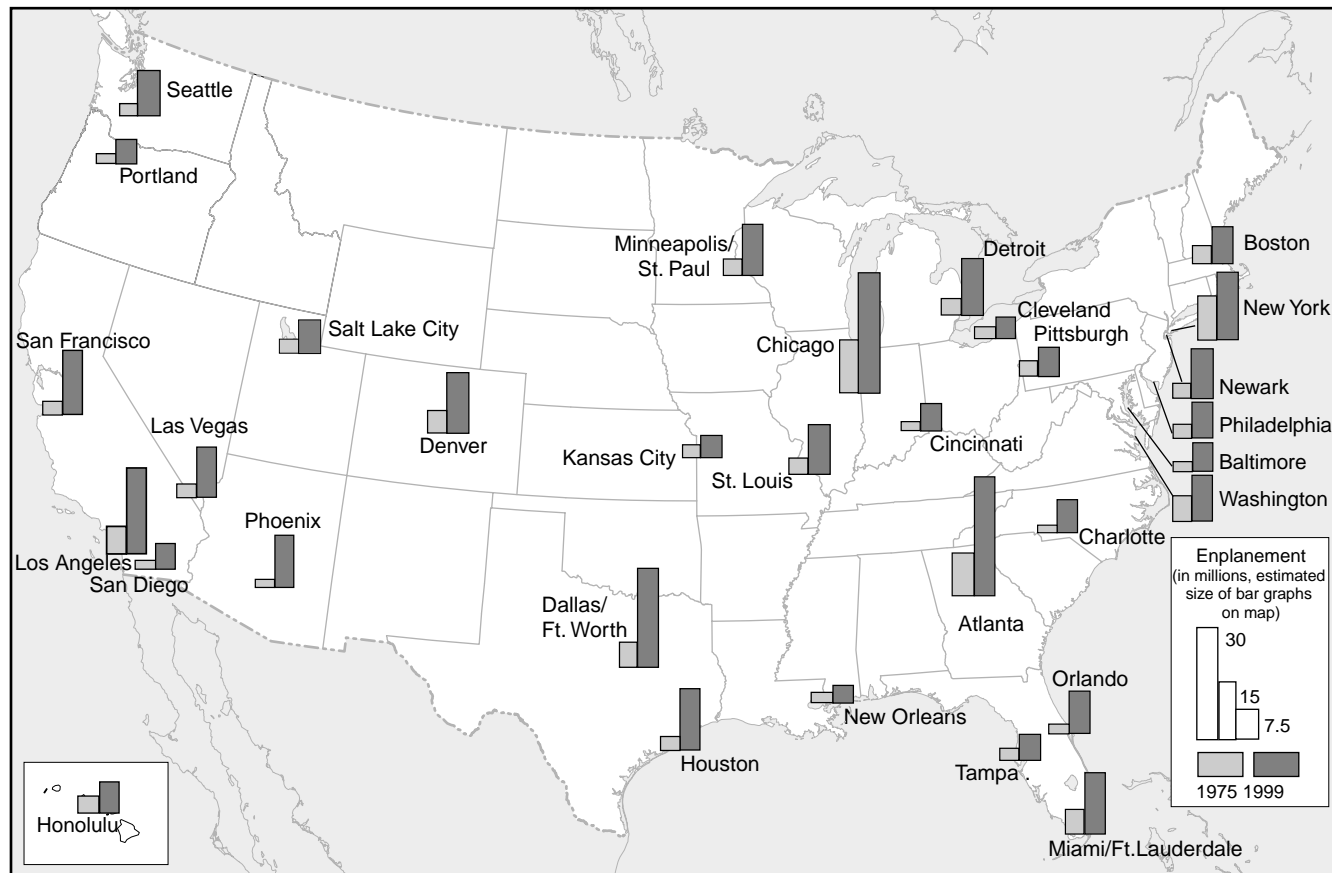 Seattle
Portland
Minneapolis/
St. Paul
Detroit
Boston
Cleveland
Pittsburgh
New York
San Francisco
Salt Lake City
Chicago
Newark
Las Vegas
Denver
Kansas City
St. Louis
Cincinnati
Philadelphia
Baltimore
Washington
Phoenix
Charlotte
Los Angeles
San Diego
Dallas/
Ft. Worth
Atlanta
Enplanement
(in millions, estimated
size of bar graphs
on map)
30
15
7.5
1975 1999
Orlando
New Orleans
Houston
Tampa .
Honolulu
Miami/Ft.Lauderdale